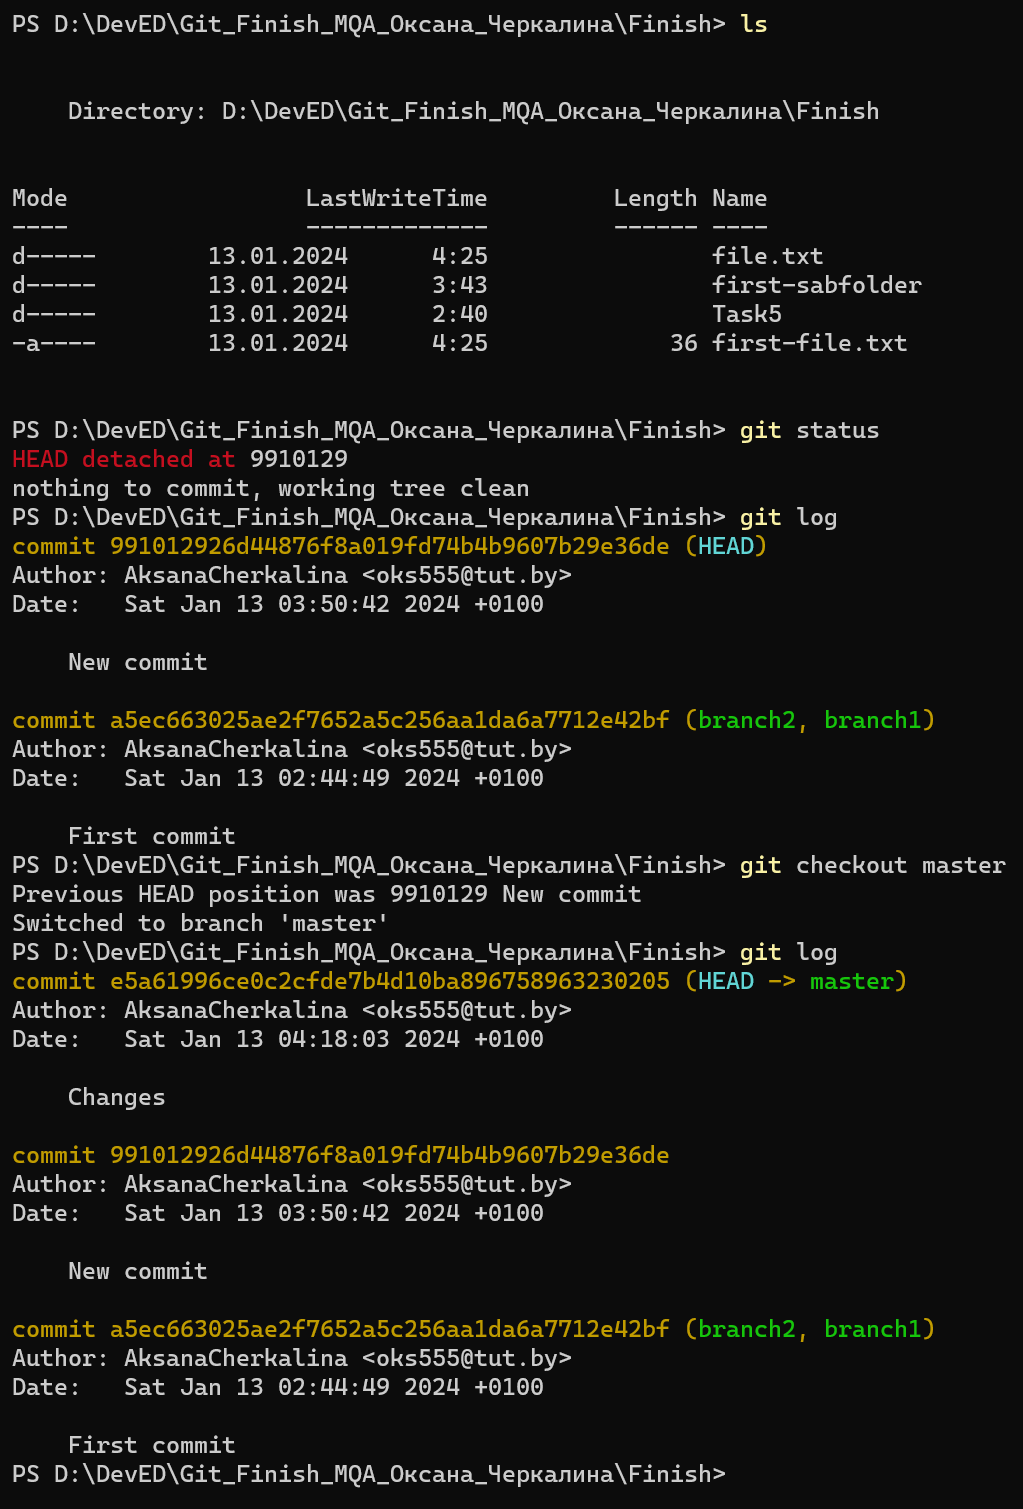 PS D:\DevED\Git_Finish_MQA_Оксана_Черкалина\Finish> ls
Directory: D:\DevED\Git_Finish_MQA_Оксана_Черкалина\Finish
Mode LastWriteTime Length Name
---- ------------- ------ ----
d----- 13.01.2024 4:25 file.txt
d----- 13.01.2024 3:43 first-sabfolder
d----- 13.01.2024 2:40 Task5
-a---- 13.01.2024 4:25 36 first-file.txt
PS D:\DevED\Git_Finish_MQA_Оксана_Черкалина\Finish> git status
HEAD detached at 9910129
nothing to commit, working tree clean
PS D:\DevED\Git_Finish_MQA_Оксана_Черкалина\Finish> git log
commit 991012926d44876f8a019fd74b4b9607b29e36de (HEAD)
Author: AksanaCherkalina <oks555@tut.by>
Date: Sat Jan 13 03:50:42 2024 +0100
New commit
commit a5ec663025ae2f7652a5c256aa1da6a7712e42bf (branch2, branch1)
Author: AksanaCherkalina <oks555@tut.by>
Date: Sat Jan 13 02:44:49 2024 +0100
First commit
PS D:\DevED\Git_Finish_MQA_Оксана_Черкалина\Finish> git checkout master
Previous HEAD position was 9910129 New commit
Switched to branch 'master'
PS D:\DevED\Git_Finish_MQA_Оксана_Черкалина\Finish> git log
commit e5a61996ce0c2cfde7b4d10ba896758963230205 (HEAD -> master)
Author: AksanaCherkalina <oks555@tut.by>
Date: Sat Jan 13 04:18:03 2024 +0100
Changes
commit 991012926d44876f8a019fd74b4b9607b29e36de
Author: AksanaCherkalina <oks555@tut.by>
Date: Sat Jan 13 03:50:42 2024 +0100
New commit
commit a5ec663025ae2f7652a5c256aa1da6a7712e42bf (branch2, branch1)
Author: AksanaCherkalina <oks555@tut.by>
Date: Sat Jan 13 02:44:49 2024 +0100
First commit
PS D:\DevED\Git_Finish_MQA_Оксана_Черкалина\Finish>